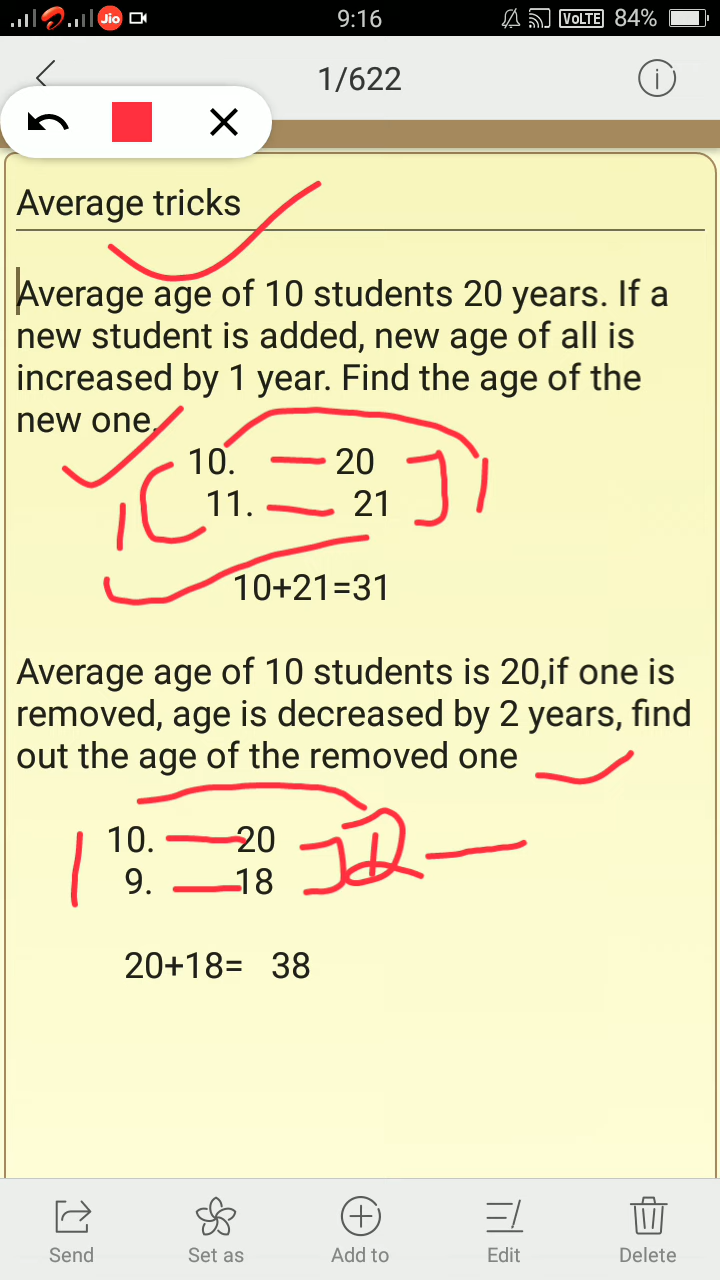 Jio
9:16
VoLTE
84%
1/622
Average tricks
Average age of 10 students 20 years. If a
new student is added, new age of all is
increased by 1 year. Find the age of the
new one.
10. 20
11. 21
10+21=31
Average age of 10 students is 20,if one is
removed, age is decreased by 2 years, find
out the age of the removed one
10. 20
9. 18
20+18= 38
Send Set as Add to Edit Delete